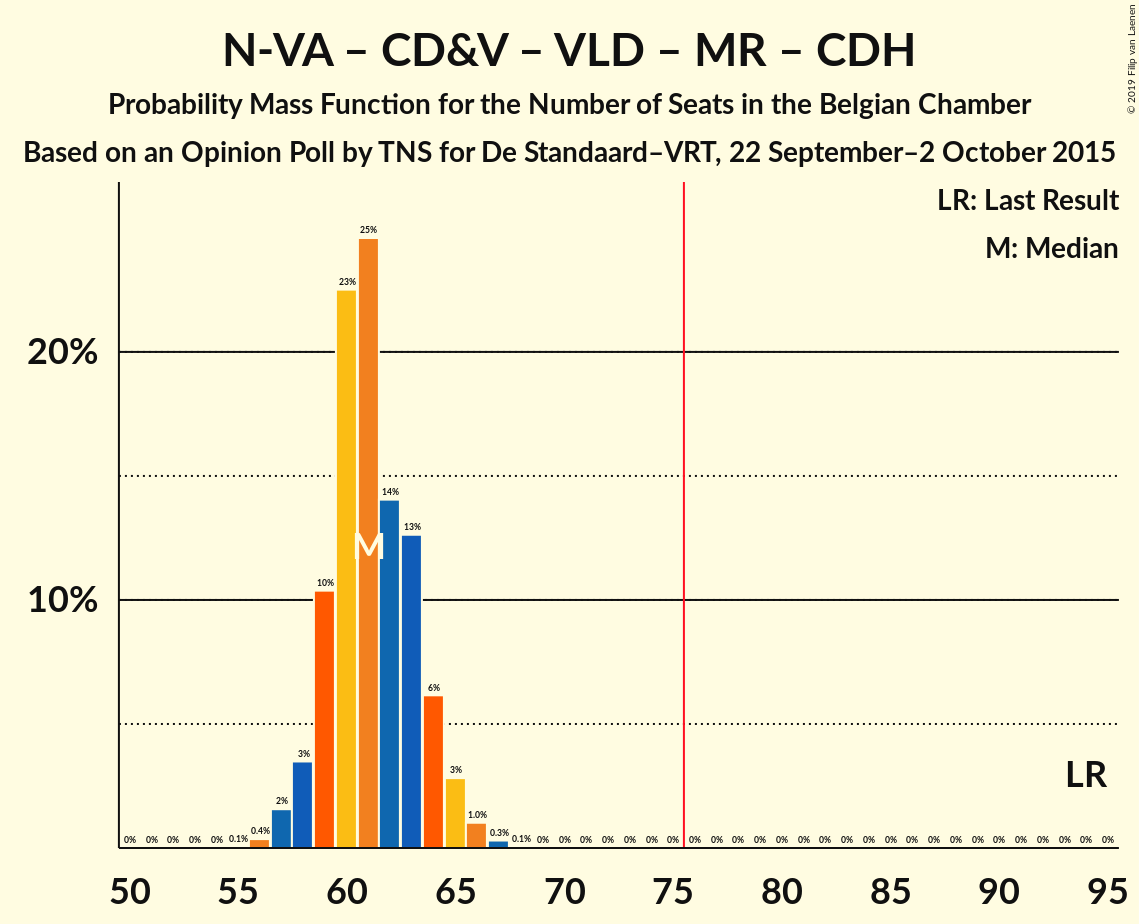 N-VA – CD&V – VLD – MR – CDH
Probability Mass Function for the Number of Seats in the Belgian Chamber
Based on an Opinion Poll by TNS for De Standaard–VRT, 22 September–2 October 2015
© 2019 Filip van Laenen
LR: Last Result
M: Median
25%
23%
20%
14%
13%
M
10%
10%
6%
3%
3%
LR
2%
1.0%
0% 0% 0% 0% 0% 0.1% 0.4% 0.3% 0.1% 0% 0% 0% 0% 0% 0% 0% 0% 0% 0% 0% 0% 0% 0% 0% 0% 0% 0% 0% 0% 0% 0% 0% 0% 0% 0% 0%
50 55 60 65 70 75 80 85 90 95